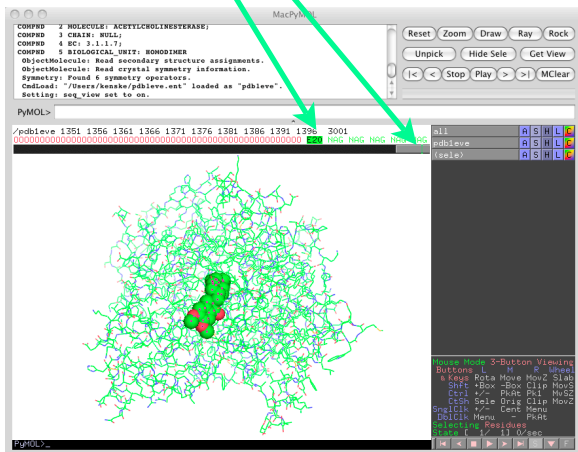 MacPyMOL
COMPND 2 MOLECULE: ACETYLCHOLINESTERASE;
COMPND 3 CHAIN: NULL;
COMPND 4 EC: 3.1.1.7;
COMPND 5 BIOLOGICAL_UNIT: HOMODIMER
ObjectMolecule: Read secondary structure assignments.
ObjectMolecule: Read crystal symmetry information.
Symmetry: Found 6 symmetry operators.
CmdLoad: "/Users/kenske/pdbleve.ent" loaded as "pdbleve".
Setting: seq_view set to on.
Reset Zoom Draw Ray Rock
Unpick Hide Sele Get View
|< < Stop Play > >| MClear
PyMOL>
/pdb1eve 1351 1356 1361 1366 1371 1376 1381 1386 1391 1396 3001
OOOOOOOOOOOOOOOOOOOOOOOOOOOOOOOOOOOOOOOOOOOOOOOOOO E20 NAG NAG NAG NAG NAG
all A S H L C
pdb1eve A S H L C
(sele) A S H L C
Mouse Mode 3-Button Viewing
Buttons L M R Wheel
& Keys Rota Move MovZ Slab
Shft +Box -Box Clip MovS
Ctrl +/- PkAt Pk1 MvSZ
CtSh Sele Orig Clip MovZ
SnglClk +/- Cent Menu
DblClk Menu - PkAt
Selecting Residues
State [ 1/ 1] 0/sec
S F
PyMOL>_